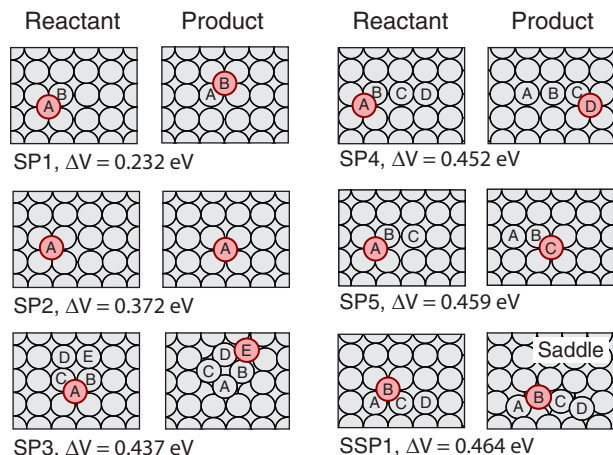 Reactant Product Reactant Product
A B
B A
A B C D
A B C D
SP1, ΔV = 0.232 eV
SP4, ΔV = 0.452 eV
A
A
A B C
A B C
SP2, ΔV = 0.372 eV
SP5, ΔV = 0.459 eV
D E
C B
A
D E
C B
A
B
A C D
Saddle
B
A C D
SP3, ΔV = 0.437 eV
SSP1, ΔV = 0.464 eV